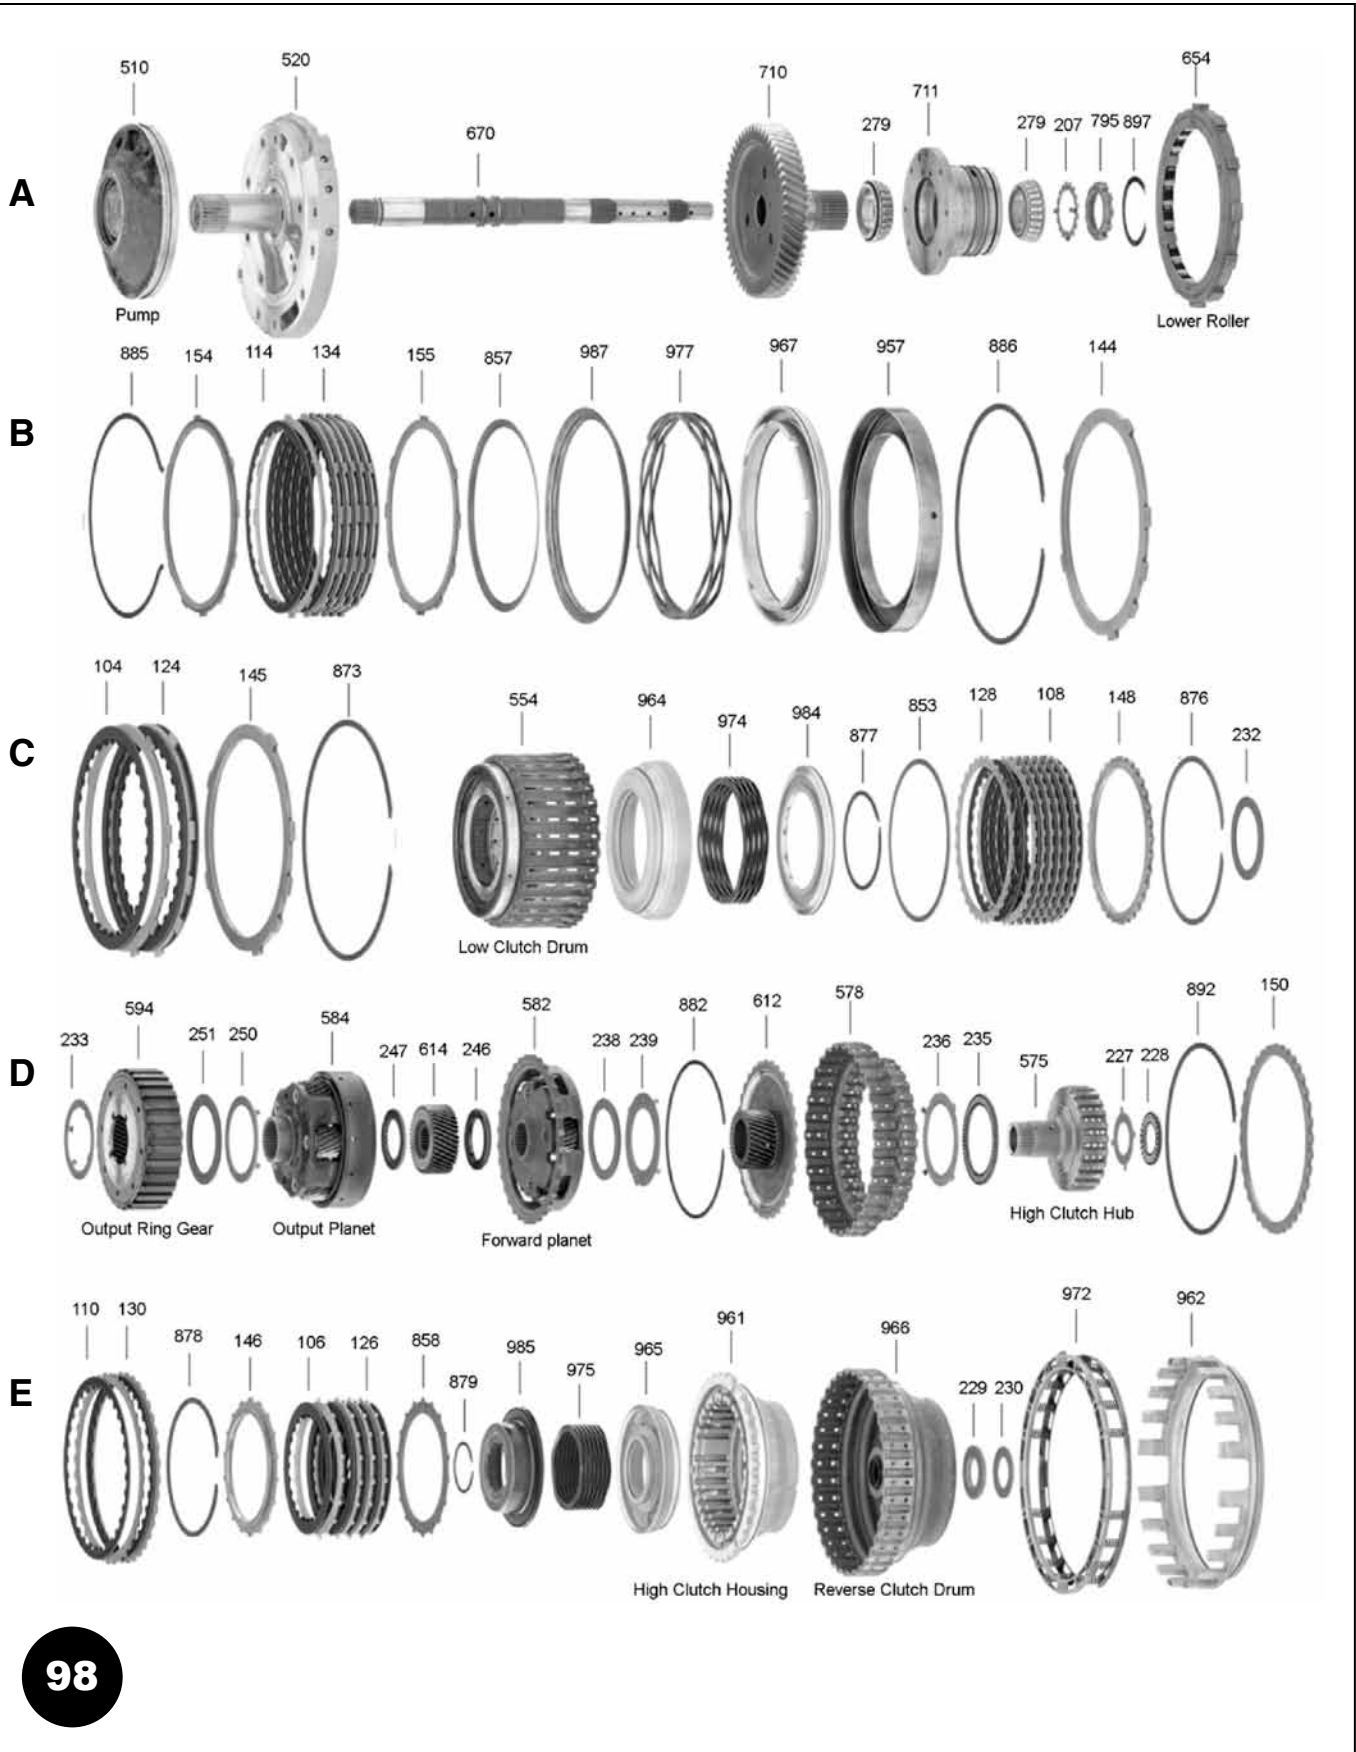 510 520 670 710 279 711 279 207 795 897 654
A
Pump
Lower Roller
885 154 114 134 155 857 987 977 967 957 886 144
B
104 124 145 873 554 964 974 984 877 853 128 108 148 876 232
C
Low Clutch Drum
233 594 251 250 584 247 614 246 582 238 239 882 612 578 236 235 575 227 228 892 150
D
Output Ring Gear
Output Planet
Forward planet
High Clutch Hub
110 130 878 146 106 126 858 879 985 975 965 961 966 229 230 972 962
E
High Clutch Housing
Reverse Clutch Drum
98